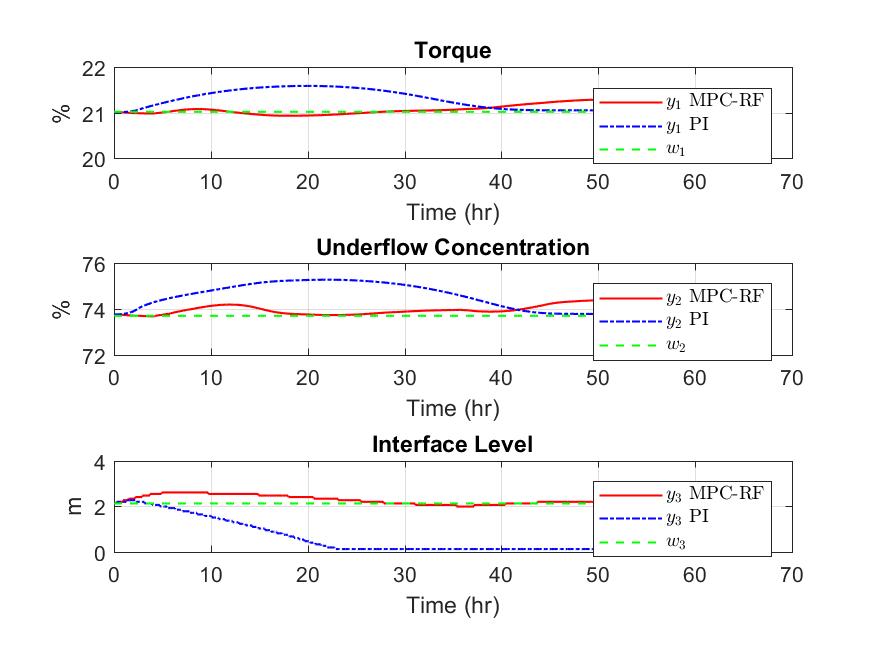 Torque
22
21
20
%
y₁ MPC-RF
y₁ PI
w₁
0 10 20 30 40 50 60 70
Time (hr)
Underflow Concentration
76
74
72
%
y₂ MPC-RF
y₂ PI
w₂
0 10 20 30 40 50 60 70
Time (hr)
Interface Level
4
2
0
m
y₃ MPC-RF
y₃ PI
w₃
0 10 20 30 40 50 60 70
Time (hr)